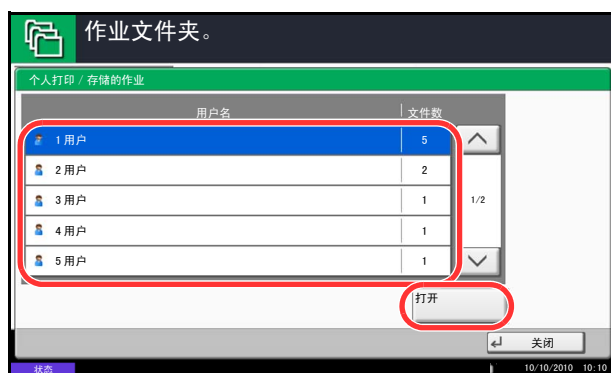 作业文件夹。
个人打印 / 存储的作业
用户名 文件数
1 用户 5
2 用户 2
3 用户 1
1/2
4 用户 1
5 用户 1
打开
关闭
状态 10/10/2010 10:10